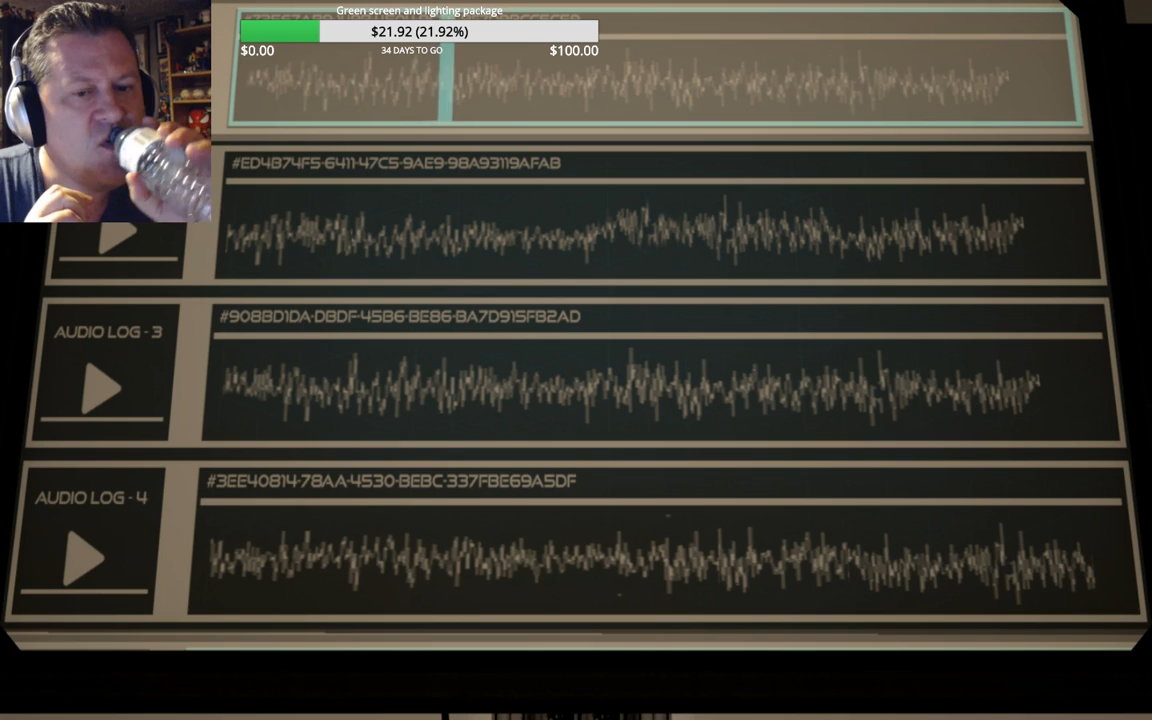 Green screen and lighting package
$21.92 (21.92%)
$0.00
34 DAYS TO GO
$100.00
#ED4B74F5-6411-47C5-9AE9-98A93119AFAB
AUDIO LOG - 3
#908BD1DA-DBDF-45B6-BE86-BA7D915FB2AD
AUDIO LOG - 4
#3EE40814-78AA-4530-BEBC-337FBE69A5DF